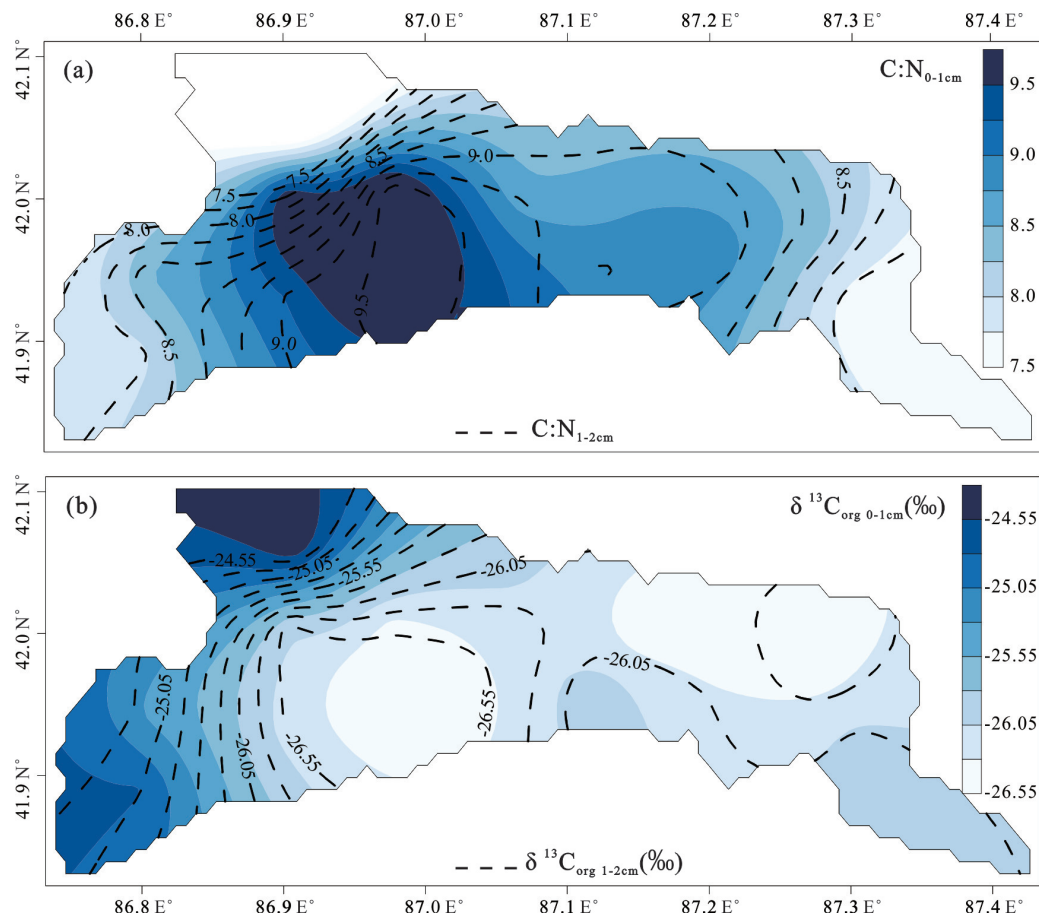 86.8 E° 86.9 E° 87.0 E° 87.1 E° 87.2 E° 87.3 E° 87.4 E°
(a)
C:N0-1cm
42.1 N°
42.0 N°
41.9 N°
9.5
9.0
8.5
8.0
7.5
8.5
9.0
7.5
8.0
8.5
9.5
9.0
8.5
C:N1-2cm
(b)
δ 13Corg 0-1cm(‰)
42.1 N°
42.0 N°
41.9 N°
-24.55
-25.05
-25.55
-26.05
-26.55
-24.55
-25.05
-25.55
-26.05
-25.05
-26.05
-26.55
-26.55
-26.05
δ 13Corg 1-2cm(‰)
86.8 E° 86.9 E° 87.0 E° 87.1 E° 87.2 E° 87.3 E° 87.4 E°